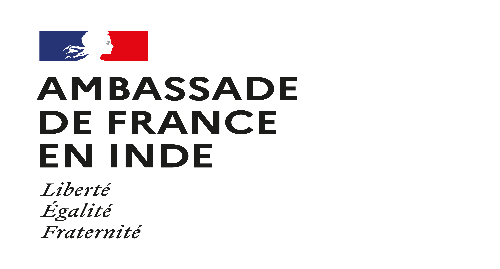 AMBASSADE
DE FRANCE
EN INDE
Liberté
Égalité
Fraternité